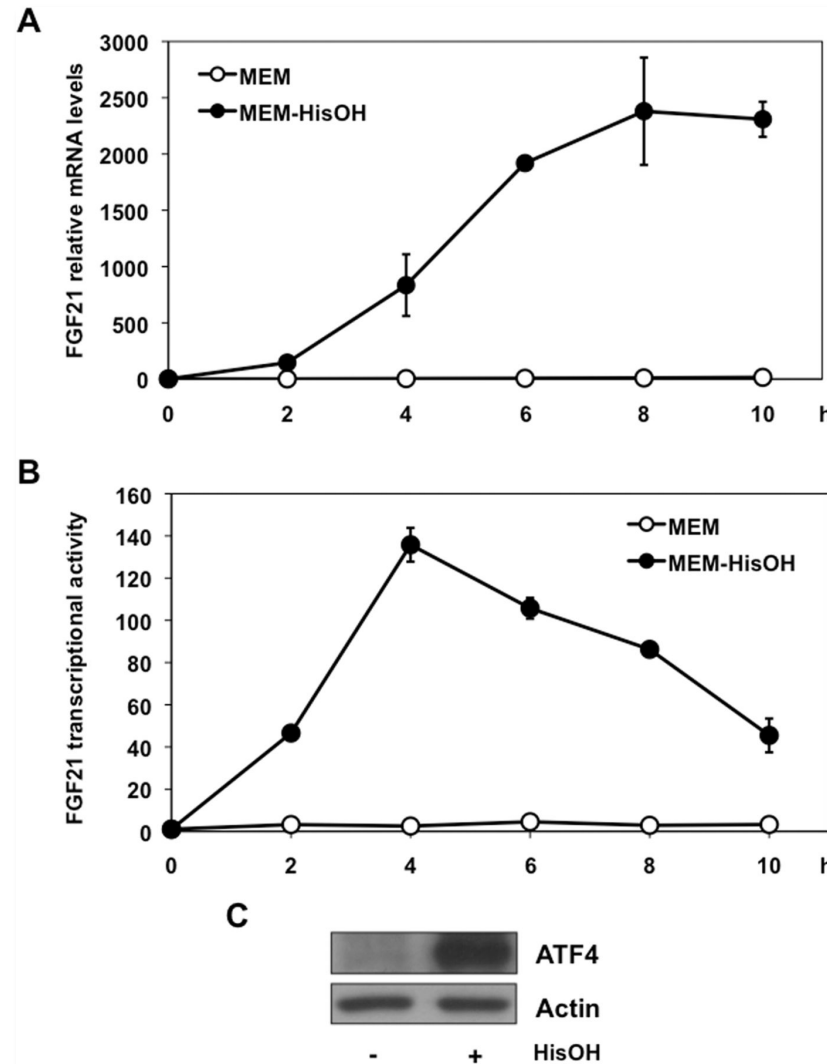 A
FGF21 relative mRNA levels
3000
2500
2000
1500
1000
500
0
MEM
MEM-HisOH
0 2 4 6 8 10 h
B
FGF21 transcriptional activity
160
140
120
100
80
60
40
20
0
MEM
MEM-HisOH
0 2 4 6 8 10 h
C
ATF4
Actin
- + HisOH